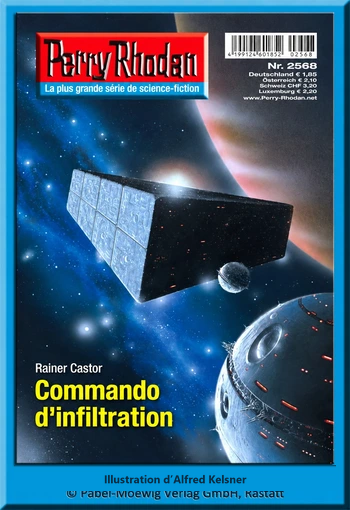 Perry Rhodan
La plus grande série de science-fiction
4 199124 601852 02568
Nr. 2568
Deutschland € 1,85
Österreich € 2,10
Schweiz CHF 3,20
Luxemburg € 2,20
www.Perry-Rhodan.net
Rainer Castor
Commando
d'infiltration
Illustration d'Alfred Kelsner
© Pabel-Moewig Verlag GmbH, Rastatt